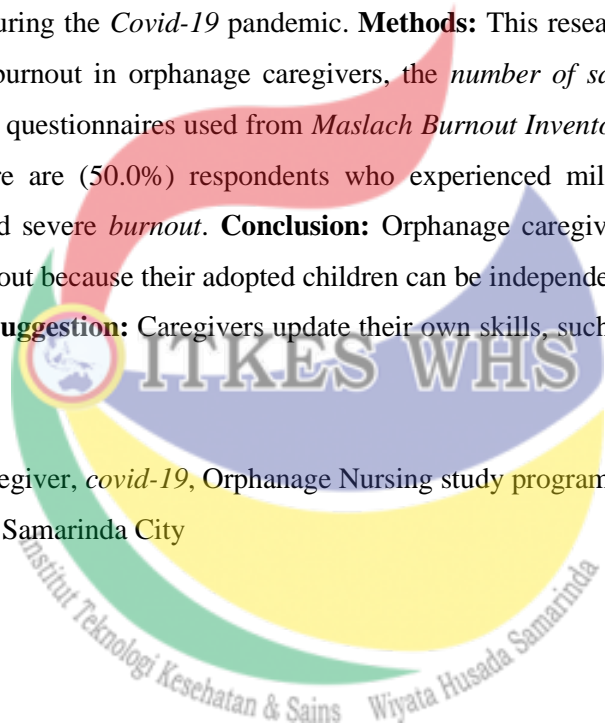 uring the Covid-19 pandemic. Methods: This resea
burnout in orphanage caregivers, the number of sa
questionnaires used from Maslach Burnout Invento
re are (50.0%) respondents who experienced mil
d severe burnout. Conclusion: Orphanage caregiv
out because their adopted children can be independe
uggestion: Caregivers update their own skills, such
ITKES WHS
egiver, covid-19, Orphanage Nursing study program
Samarinda City
Institut Teknologi Kesehatan & Sains Wiyata Husada Samarinda